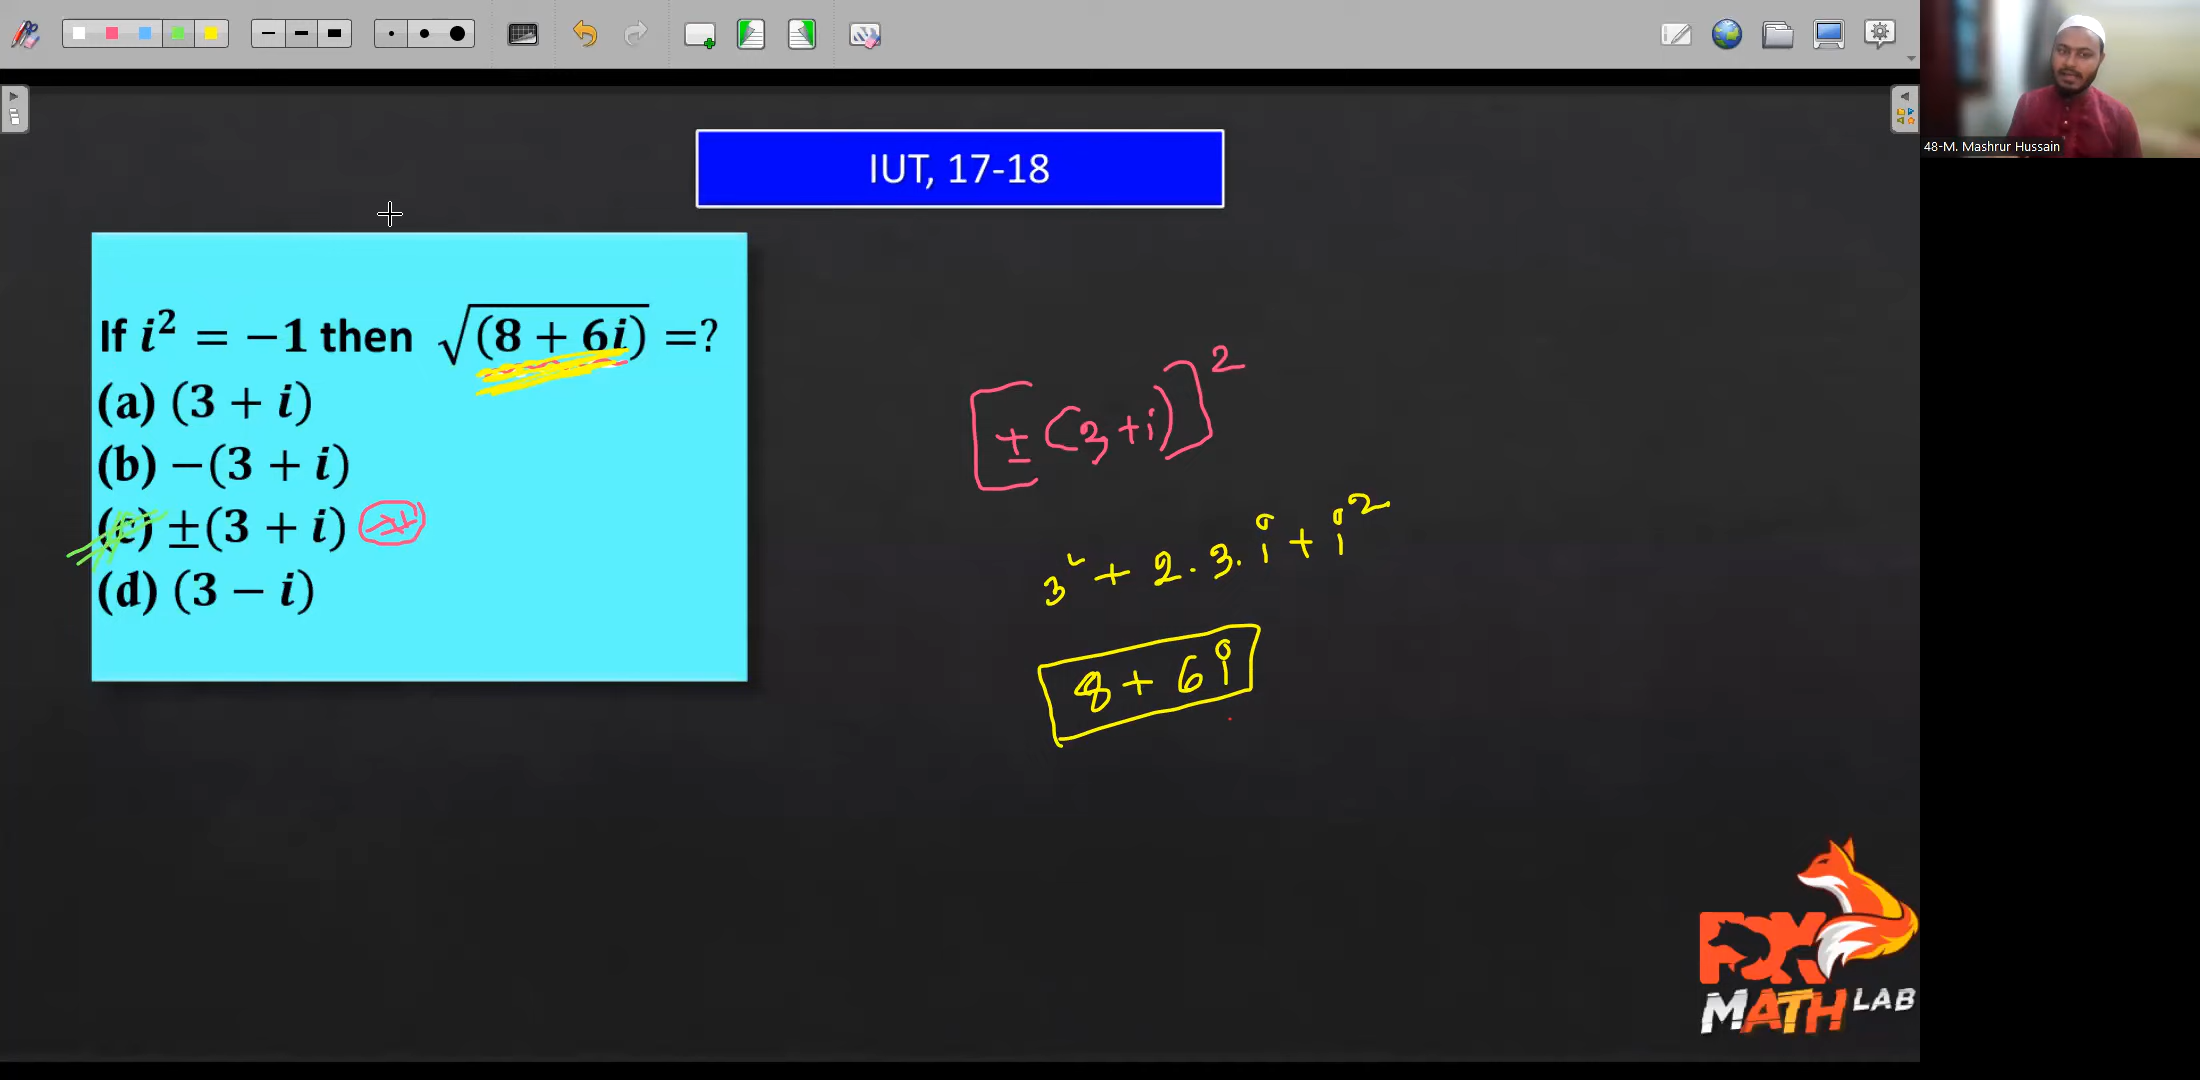 48-M. Mashrur Hussain
IUT, 17-18
If i² = −1 then √(8 + 6i) =?
(a) (3 + i)
(b) −(3 + i)
(c) ±(3 + i)
(d) (3 − i)
[±(3+i)]²
3² + 2 · 3 · i + i²
8 + 6i
FOX
MATH LAB